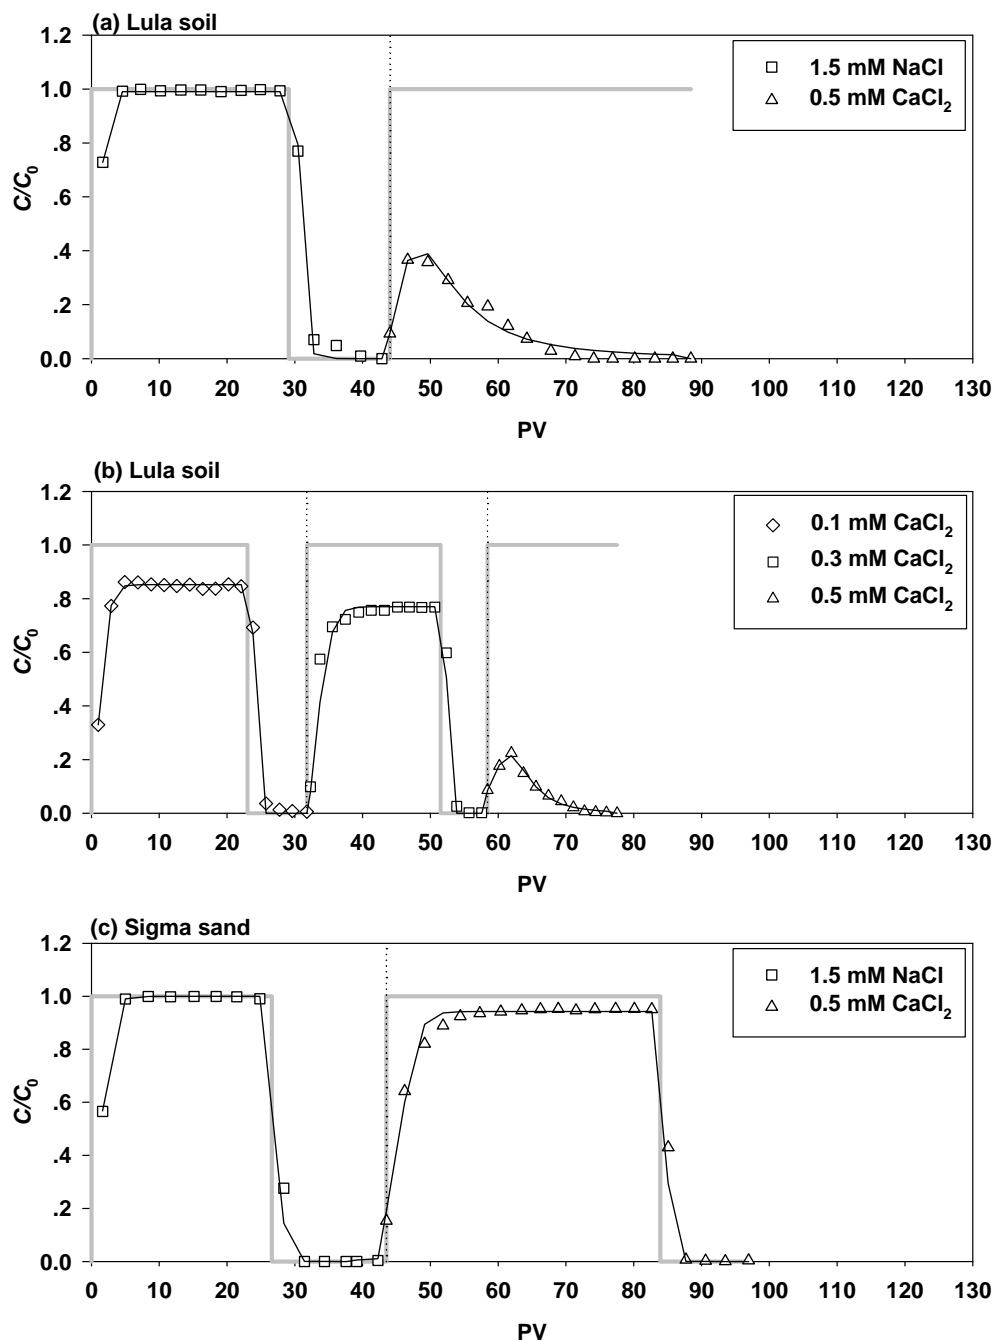 (a) Lula soil
1.2
1.0
.8
.6
.4
.2
0.0
C/C₀
1.5 mM NaCl
0.5 mM CaCl₂
0 10 20 30 40 50 60 70 80 90 100 110 120 130
PV
(b) Lula soil
1.2
1.0
.8
.6
.4
.2
0.0
C/C₀
0.1 mM CaCl₂
0.3 mM CaCl₂
0.5 mM CaCl₂
0 10 20 30 40 50 60 70 80 90 100 110 120 130
PV
(c) Sigma sand
1.2
1.0
.8
.6
.4
.2
0.0
C/C₀
1.5 mM NaCl
0.5 mM CaCl₂
0 10 20 30 40 50 60 70 80 90 100 110 120 130
PV